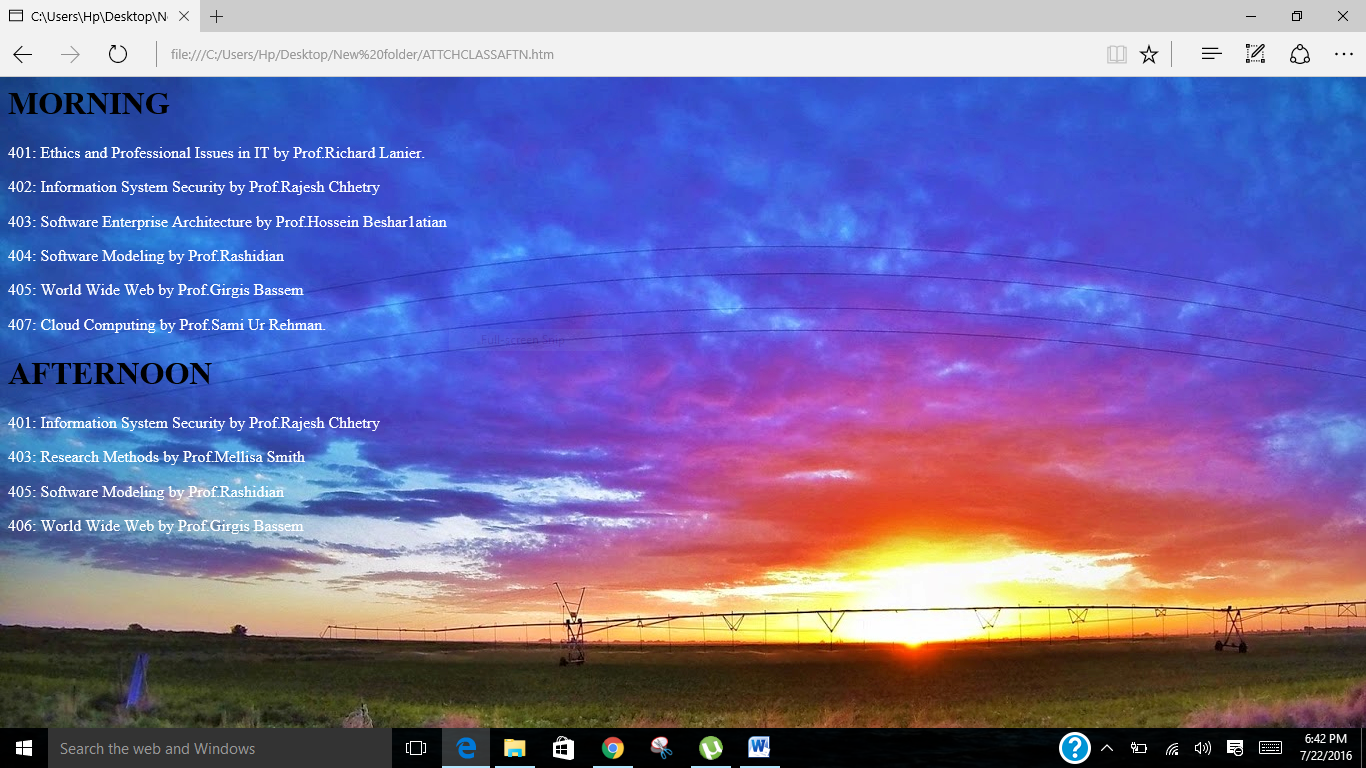 C:\Users\Hp\Desktop\N
file:///C:/Users/Hp/Desktop/New%20folder/ATTCHCLASSAFTN.htm
MORNING
401: Ethics and Professional Issues in IT by Prof.Richard Lanier.
402: Information System Security by Prof.Rajesh Chhetry
403: Software Enterprise Architecture by Prof.Hossein Beshar1atian
404: Software Modeling by Prof.Rashidian
405: World Wide Web by Prof.Girgis Bassem
407: Cloud Computing by Prof.Sami Ur Rehman.
Full-screen Snip
AFTERNOON
401: Information System Security by Prof.Rajesh Chhetry
403: Research Methods by Prof.Mellisa Smith
405: Software Modeling by Prof.Rashidian
406: World Wide Web by Prof.Girgis Bassem
Search the web and Windows
6:42 PM
7/22/2016